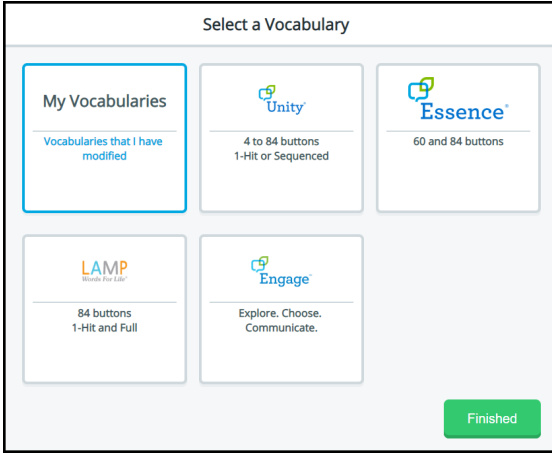 Select a Vocabulary
My Vocabularies
Vocabularies that I have
modified
Unity®
4 to 84 buttons
1-Hit or Sequenced
Essence®
60 and 84 buttons
LAMP
Words For Life®
84 buttons
1-Hit and Full
Engage™
Explore. Choose.
Communicate.
Finished